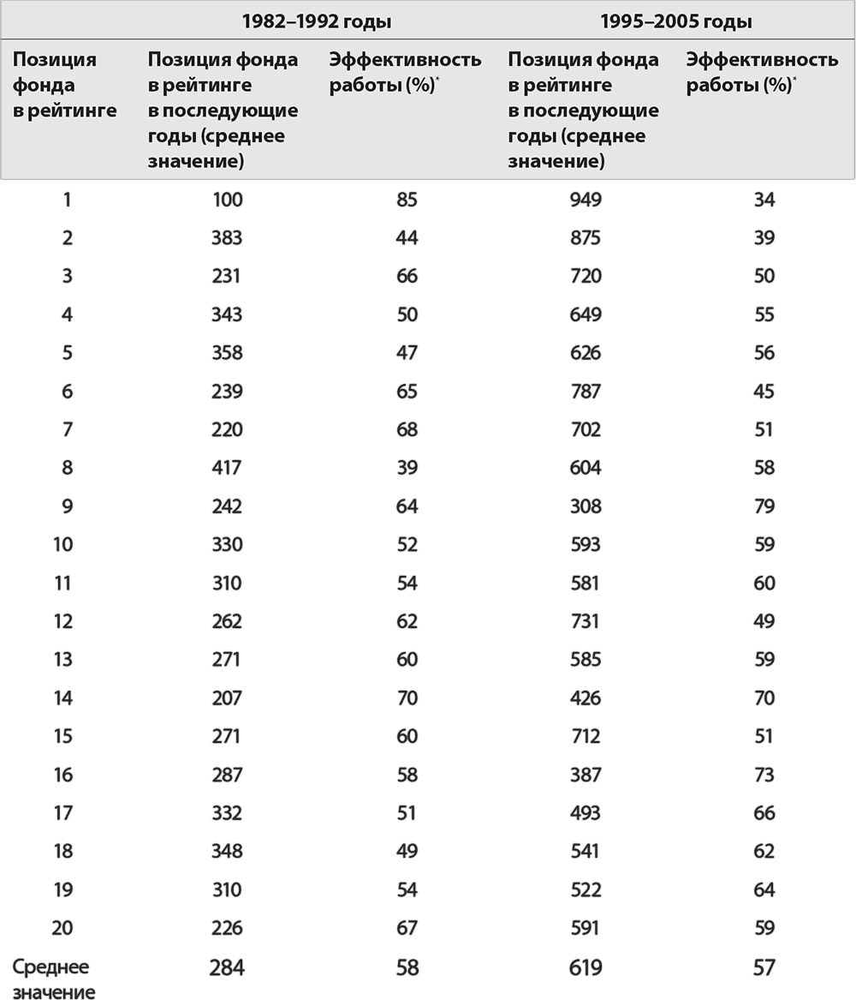 1982–1992 годы 1995–2005 годы
Позиция Позиция фонда Эффективность Позиция фонда Эффективность
фонда в рейтинге работы (%)* в рейтинге работы (%)*
в рейтинге в последующие в последующие
годы (среднее годы (среднее
значение) значение)
1 100 85 949 34
2 383 44 875 39
3 231 66 720 50
4 343 50 649 55
5 358 47 626 56
6 239 65 787 45
7 220 68 702 51
8 417 39 604 58
9 242 64 308 79
10 330 52 593 59
11 310 54 581 60
12 262 62 731 49
13 271 60 585 59
14 207 70 426 70
15 271 60 712 51
16 287 58 387 73
17 332 51 493 66
18 348 49 541 62
19 310 54 522 64
20 226 67 591 59
Среднее 284 58 619 57
значение